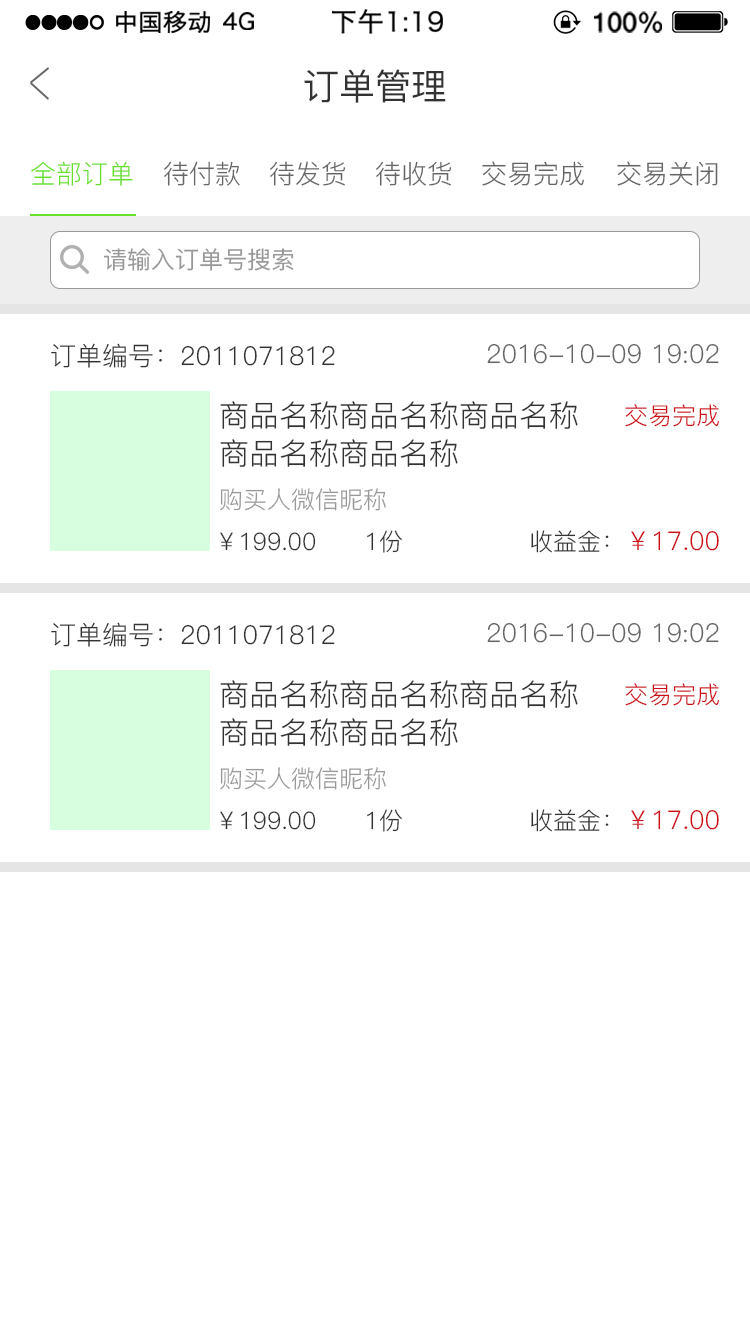 中国移动 4G 下午1:19 100%
订单管理
全部订单 待付款 待发货 待收货 交易完成 交易关闭
请输入订单号搜索
订单编号：2011071812 2016-10-09 19:02
商品名称商品名称商品名称 交易完成
商品名称商品名称
购买人微信昵称
￥199.00 1份 收益金：￥17.00
订单编号：2011071812 2016-10-09 19:02
商品名称商品名称商品名称 交易完成
商品名称商品名称
购买人微信昵称
￥199.00 1份 收益金：￥17.00